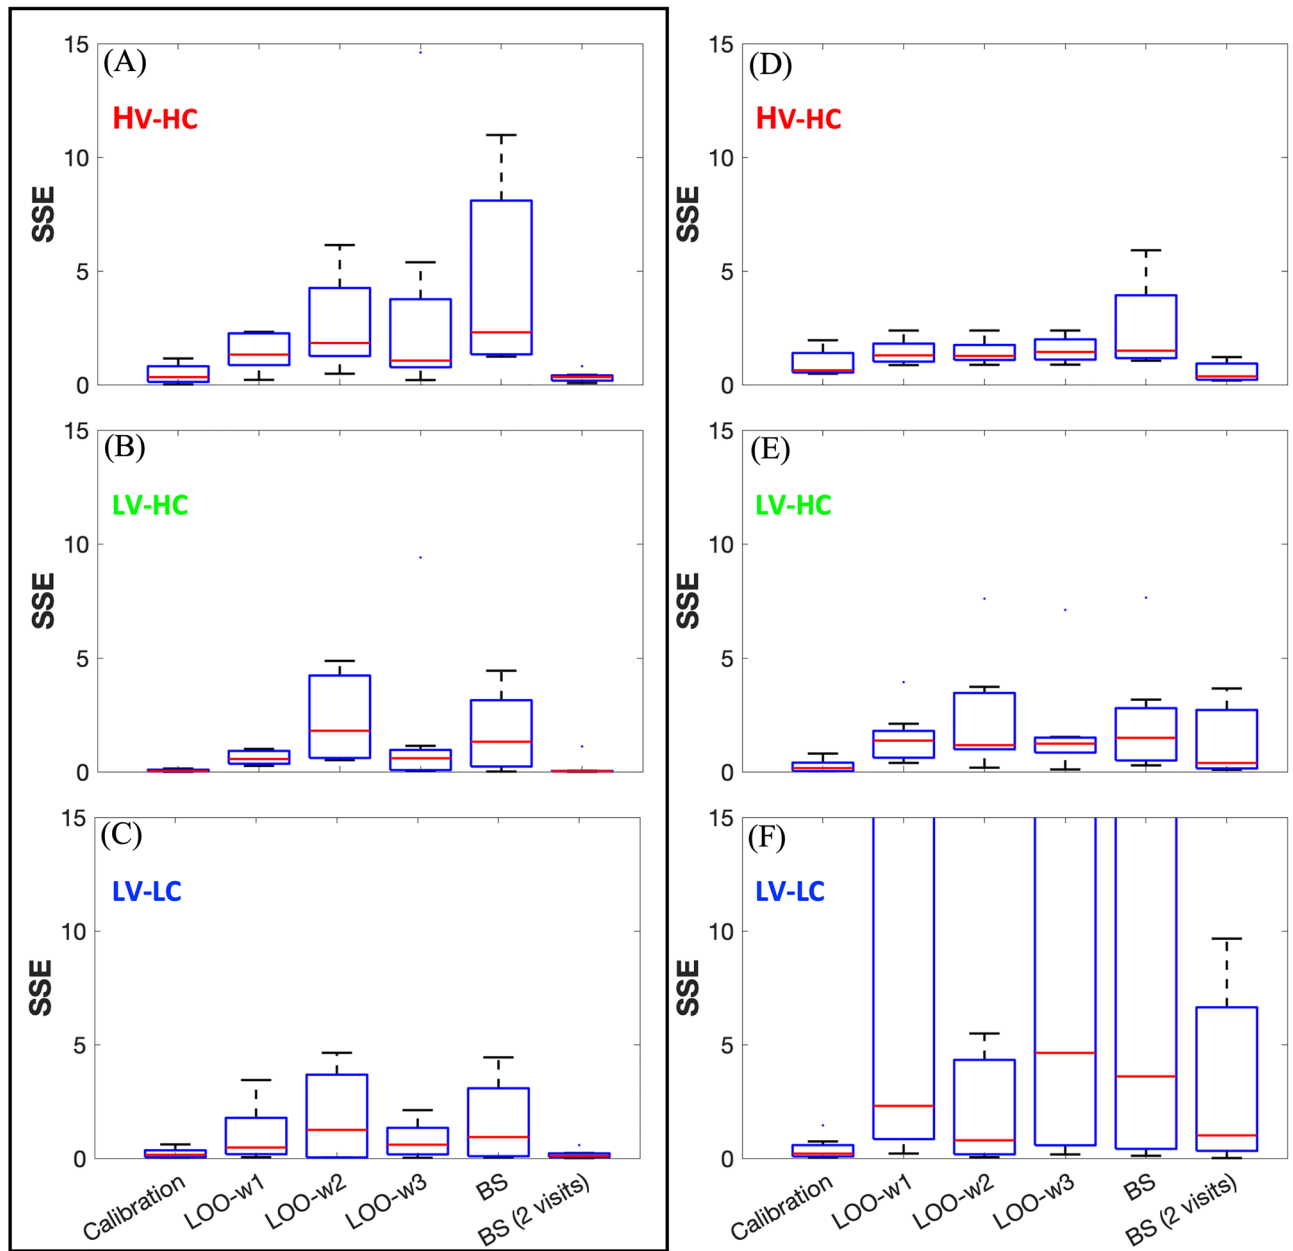 (A)
HV-HC
15
10
5
0
SSE
(D)
HV-HC
15
10
5
0
SSE
(B)
LV-HC
15
10
5
0
SSE
(E)
LV-HC
15
10
5
0
SSE
(C)
LV-LC
15
10
5
0
SSE
Calibration
LOO-w1
LOO-w2
LOO-w3
BS
BS (2 visits)
(F)
LV-LC
15
10
5
0
SSE
Calibration
LOO-w1
LOO-w2
LOO-w3
BS
BS (2 visits)